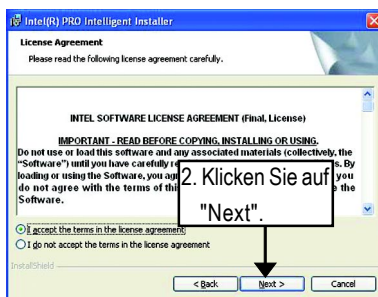 Intel(R) PRO Intelligent Installer
License Agreement
Please read the following license agreement carefully.
INTEL SOFTWARE LICENSE AGREEMENT (Final, License)
IMPORTANT - READ BEFORE COPYING, INSTALLING OR USING.
Do not use or load this software and any associated materials (collectively, the
"Software") until you have carefully re s. By
loading or using the Software, you ag you
do not agree with the terms of thi the
Software.
2. Klicken Sie auf
"Next".
I accept the terms in the license agreement
I do not accept the terms in the license agreement
InstallShield
< Back
Next >
Cancel